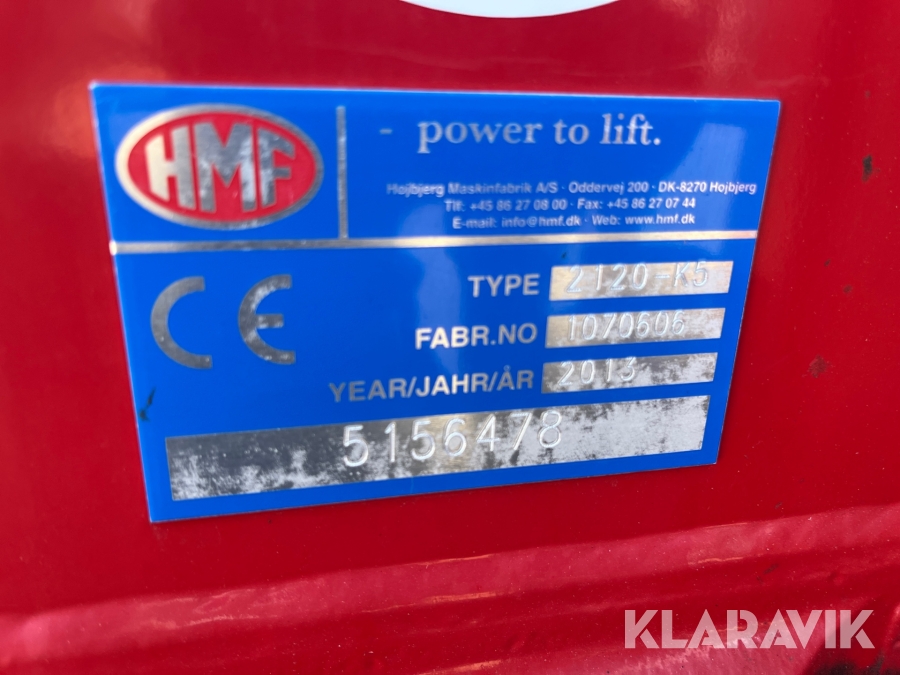 HMF
- power to lift.
Hojbjerg Maskinfabrik A/S · Oddervej 200 · DK-8270 Hojbjerg
Tlf: +45 86 27 08 00 · Fax: +45 86 27 07 44
E-mail: info@hmf.dk · Web: www.hmf.dk
CE
TYPE 2120-K5
FABR.NO 1070606
YEAR/JAHR/ÅR 2013
5156478
KLARAVIK